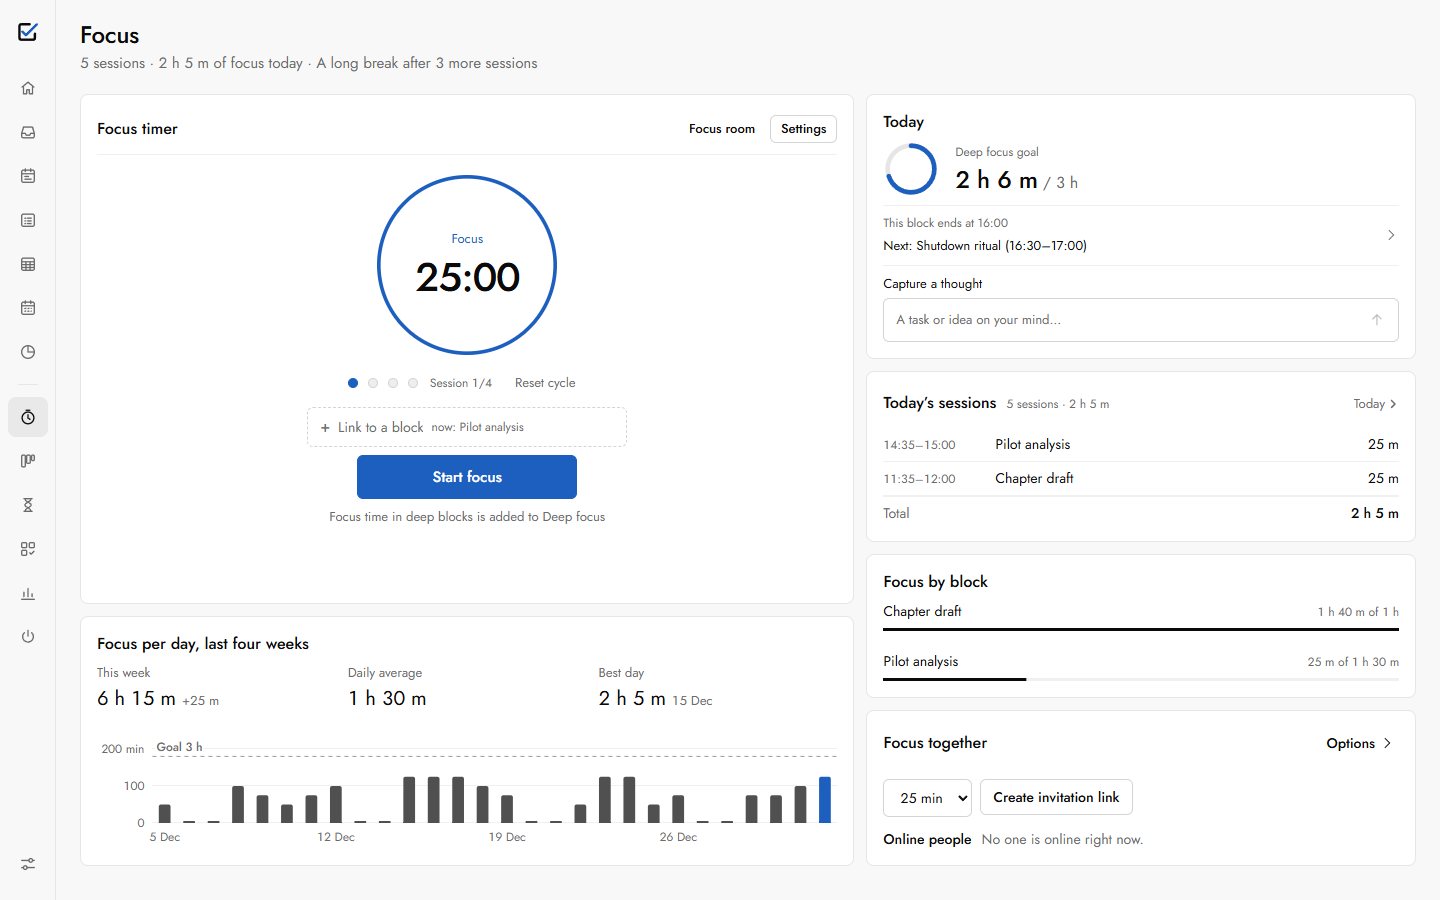 Focus
5 sessions · 2 h 5 m of focus today · A long break after 3 more sessions
Focus timer
Focus room
Settings
Focus
25:00
Session 1/4
Reset cycle
+ Link to a block now: Pilot analysis
Start focus
Focus time in deep blocks is added to Deep focus
Focus per day, last four weeks
This week
6 h 15 m +25 m
Daily average
1 h 30 m
Best day
2 h 5 m 15 Dec
200 min
Goal 3 h
100
0
5 Dec
12 Dec
19 Dec
26 Dec
Today
Deep focus goal
2 h 6 m / 3 h
This block ends at 16:00
Next: Shutdown ritual (16:30–17:00)
Capture a thought
A task or idea on your mind...
Today's sessions 5 sessions · 2 h 5 m
Today
14:35–15:00 Pilot analysis 25 m
11:35–12:00 Chapter draft 25 m
Total 2 h 5 m
Focus by block
Chapter draft 1 h 40 m of 1 h
Pilot analysis 25 m of 1 h 30 m
Focus together
Options
25 min
Create invitation link
Online people No one is online right now.